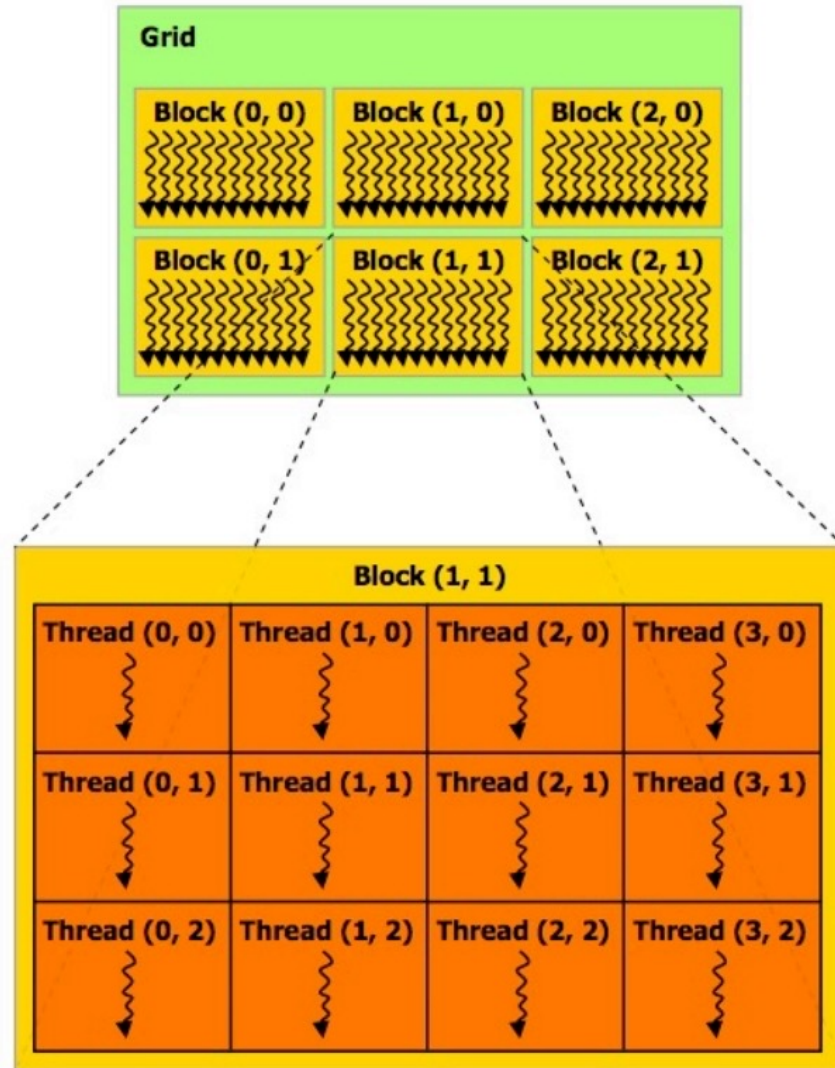 Grid
Block (0, 0) Block (1, 0) Block (2, 0)
Block (0, 1) Block (1, 1) Block (2, 1)
Block (1, 1)
Thread (0, 0) Thread (1, 0) Thread (2, 0) Thread (3, 0)
Thread (0, 1) Thread (1, 1) Thread (2, 1) Thread (3, 1)
Thread (0, 2) Thread (1, 2) Thread (2, 2) Thread (3, 2)